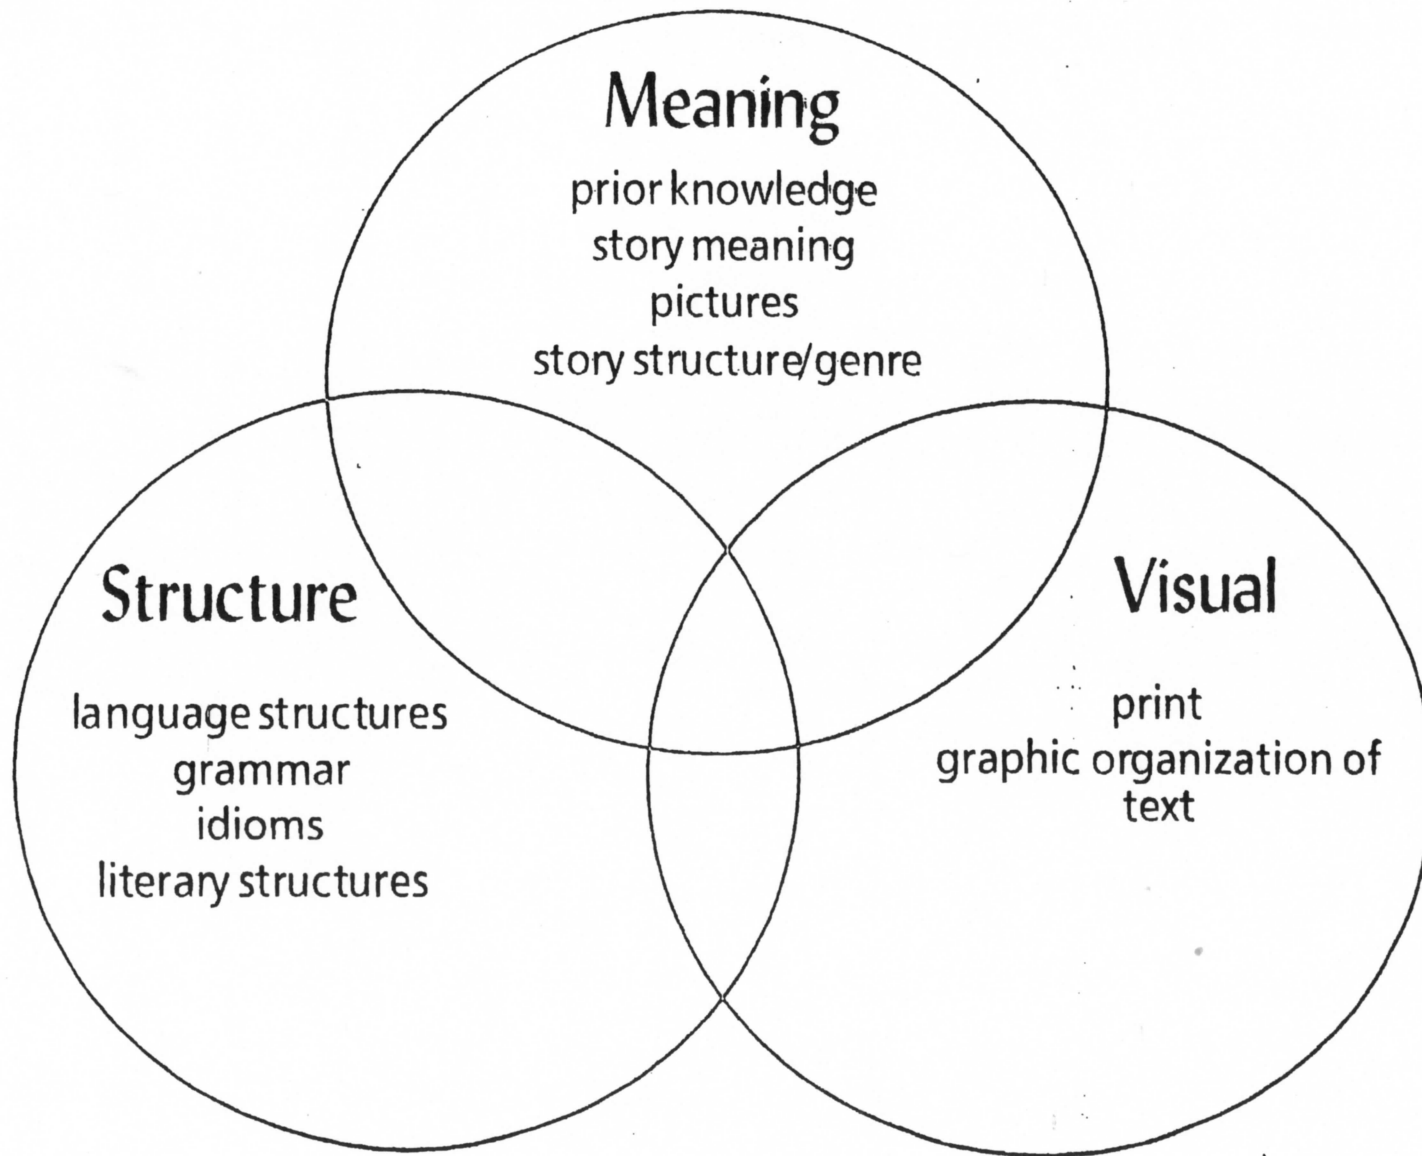 Meaning
prior knowledge
story meaning
pictures
story structure/genre
Structure
language structures
grammar
idioms
literary structures
Visual
print
graphic organization of
text